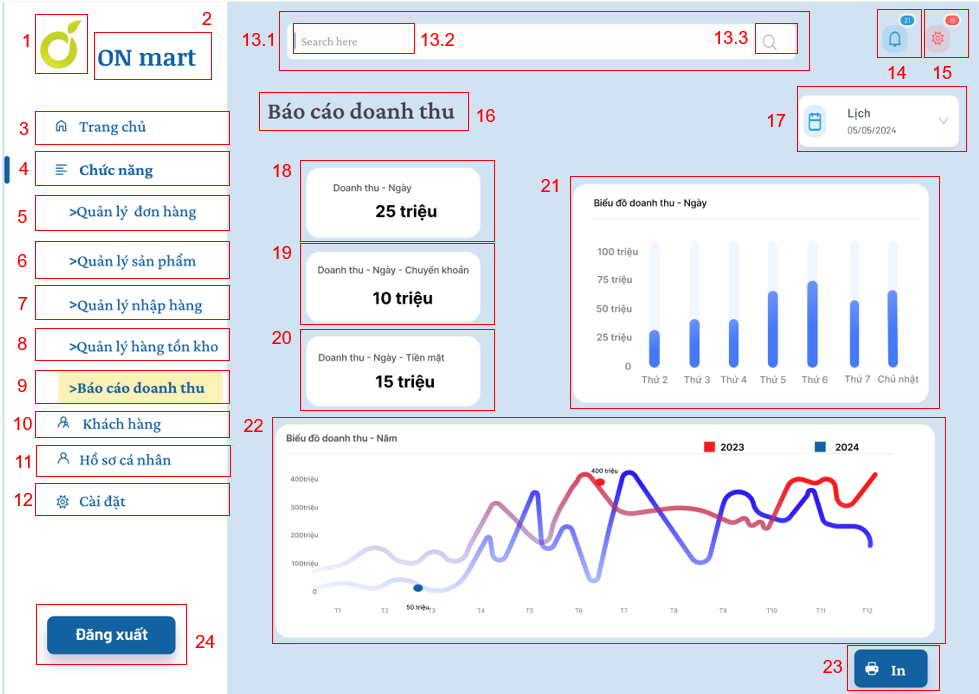 1
2
ON mart
3
Trang chủ
4
Chức năng
5
>Quản lý đơn hàng
6
>Quản lý sản phẩm
7
>Quản lý nhập hàng
8
>Quản lý hàng tồn kho
9
>Báo cáo doanh thu
10
Khách hàng
11
Hồ sơ cá nhân
12
Cài đặt
Đăng xuất
24
13.1
Search here
13.2
13.3
21
19
14
15
Báo cáo doanh thu
16
17
Lịch
05/05/2024
18
Doanh thu - Ngày
25 triệu
19
Doanh thu - Ngày - Chuyển khoản
10 triệu
20
Doanh thu - Ngày - Tiền mặt
15 triệu
21
Biểu đồ doanh thu - Ngày
100 triệu
75 triệu
50 triệu
25 triệu
0
Thứ 2 Thứ 3 Thứ 4 Thứ 5 Thứ 6 Thứ 7 Chủ nhật
22
Biểu đồ doanh thu - Năm
2023 2024
400triệu
400 triệu
300triệu
200triệu
100triệu
0
50 triệu
T1 T2 T3 T4 T5 T6 T7 T8 T9 T10 T11 T12
23
In